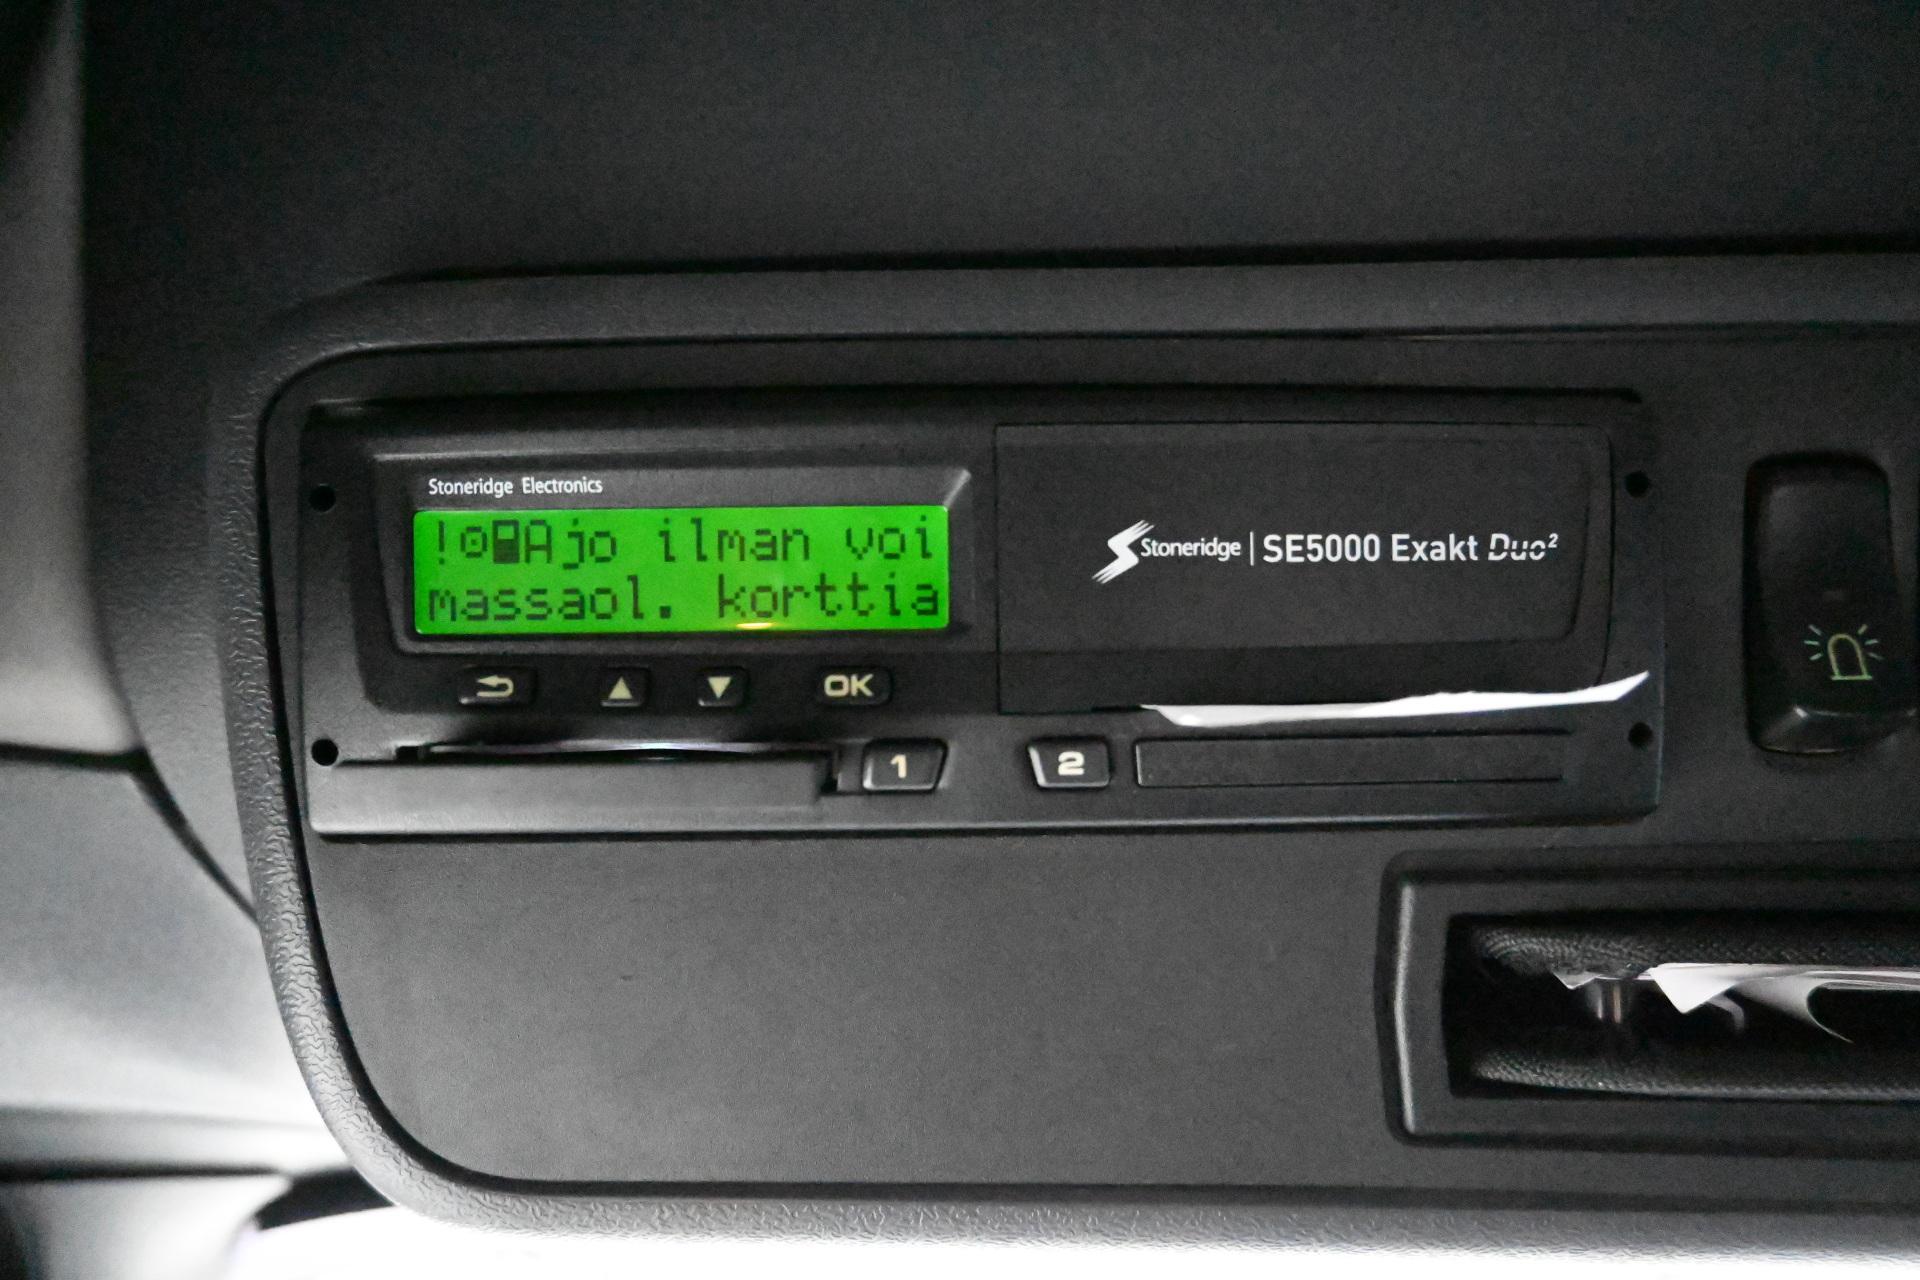 Stoneridge Electronics
!⊙Ajo ilman voi
massaol. korttia
OK
1
2
Stoneridge | SE5000 Exakt Duo²